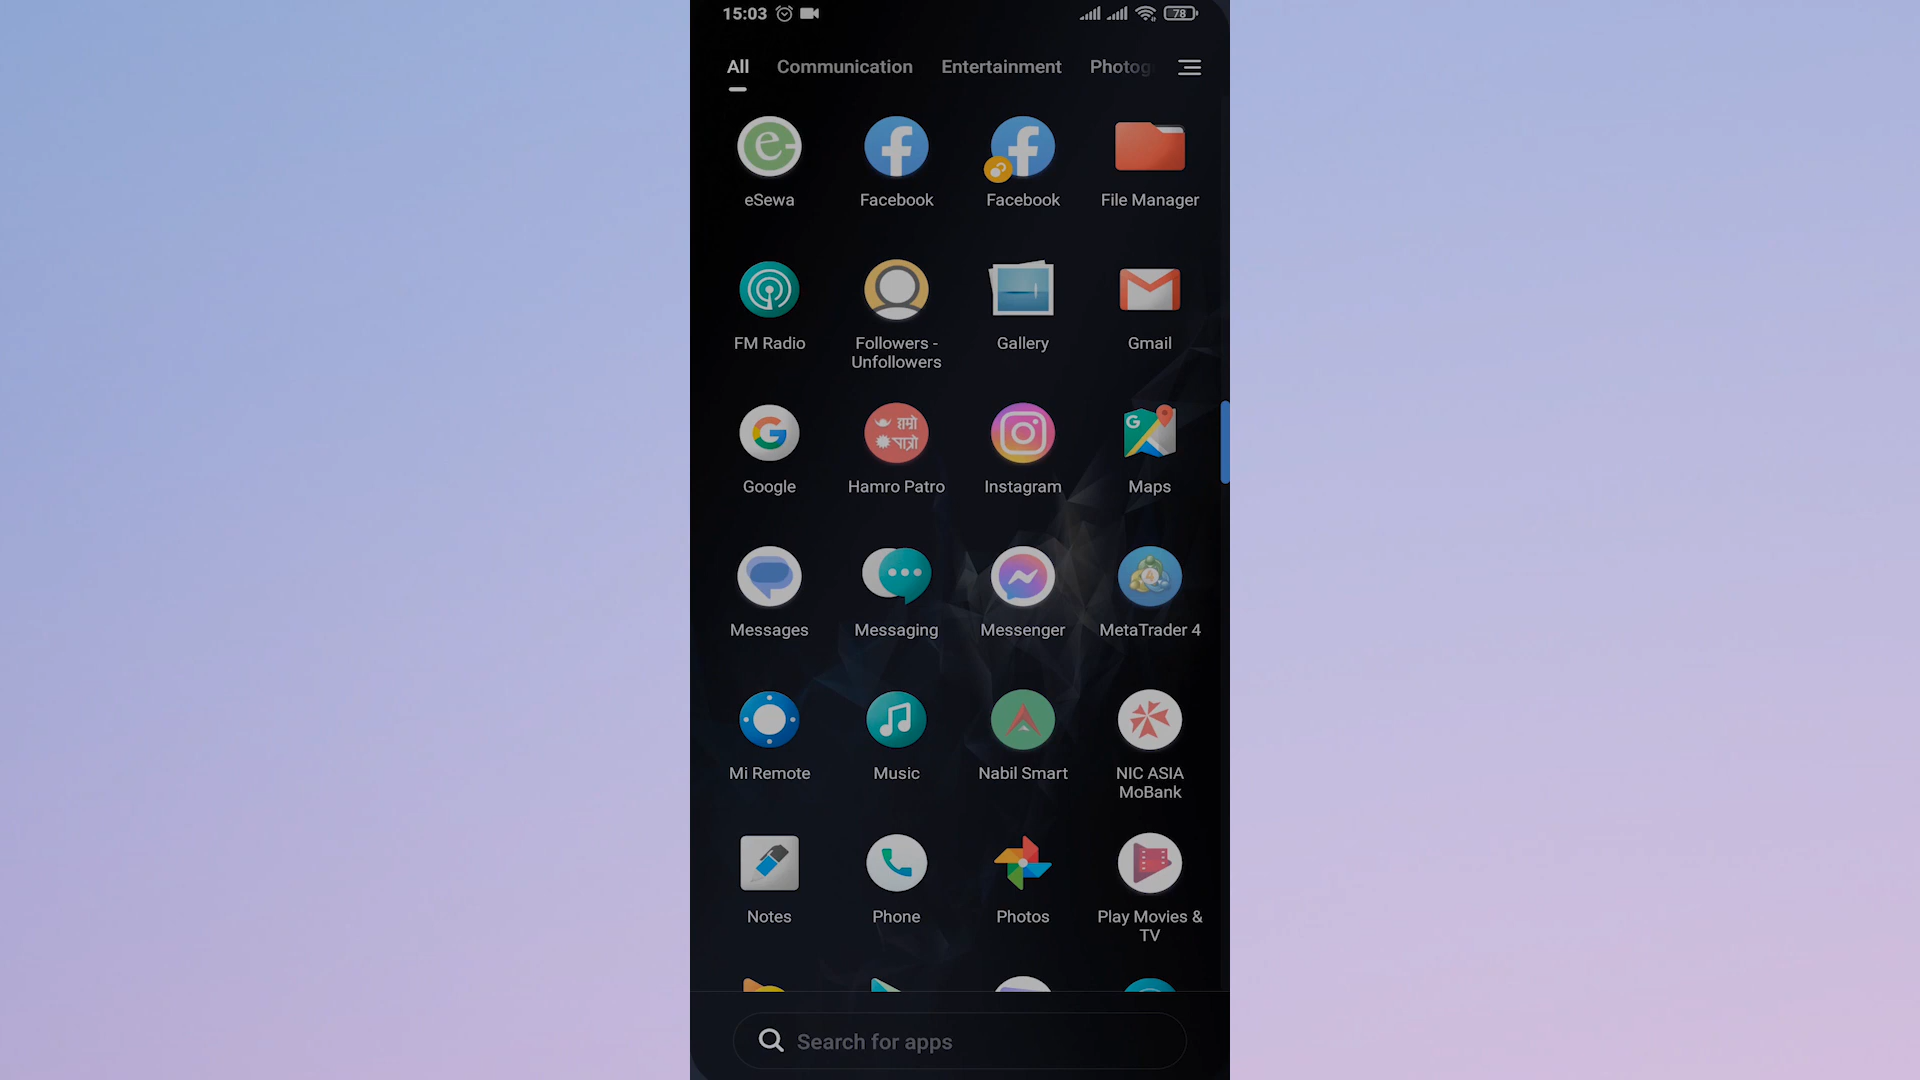 15:03
78
All Communication Entertainment Photog
eSewa Facebook Facebook File Manager
FM Radio Followers - Gallery Gmail
Unfollowers
G
हाम्रो
पात्रो
Google Hamro Patro Instagram Maps
Messages Messaging Messenger MetaTrader 4
Mi Remote Music Nabil Smart NIC ASIA
MoBank
Notes Phone Photos Play Movies &
TV
Search for apps